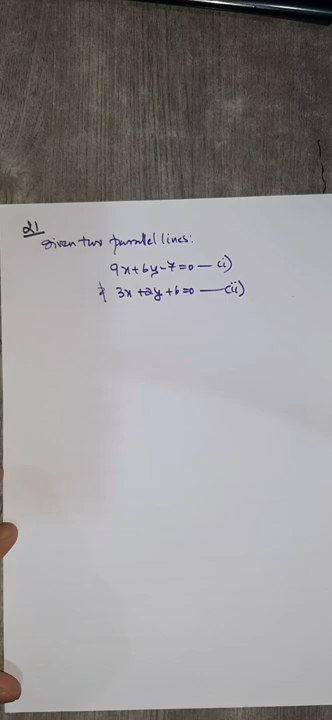 Q1
Given two parallel lines:
9x+6y-7=0 — (i)
& 3x+2y+6=0 — (ii)